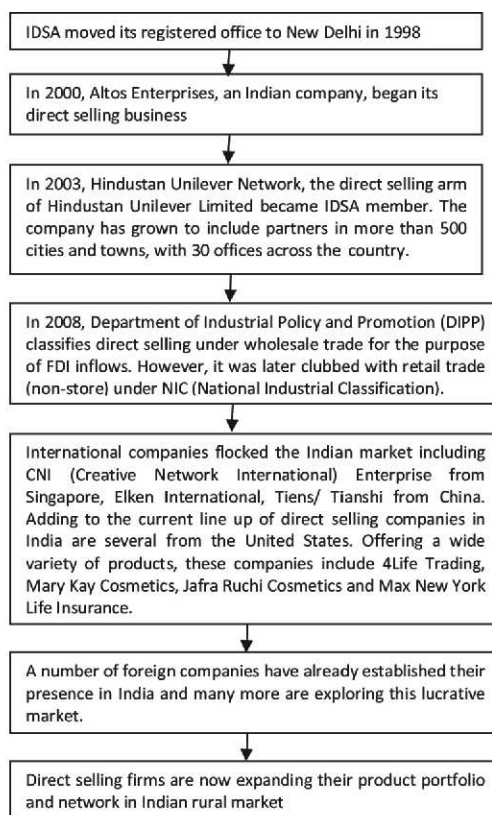 IDSA moved its registered office to New Delhi in 1998
In 2000, Altos Enterprises, an Indian company, began its
direct selling business
In 2003, Hindustan Unilever Network, the direct selling arm
of Hindustan Unilever Limited became IDSA member. The
company has grown to include partners in more than 500
cities and towns, with 30 offices across the country.
In 2008, Department of Industrial Policy and Promotion (DIPP)
classifies direct selling under wholesale trade for the purpose
of FDI inflows. However, it was later clubbed with retail trade
(non-store) under NIC (National Industrial Classification).
International companies flocked the Indian market including
CNI (Creative Network International) Enterprise from
Singapore, Elken International, Tiens/ Tianshi from China.
Adding to the current line up of direct selling companies in
India are several from the United States. Offering a wide
variety of products, these companies include 4Life Trading,
Mary Kay Cosmetics, Jafra Ruchi Cosmetics and Max New York
Life Insurance.
A number of foreign companies have already established their
presence in India and many more are exploring this lucrative
market.
Direct selling firms are now expanding their product portfolio
and network in Indian rural market